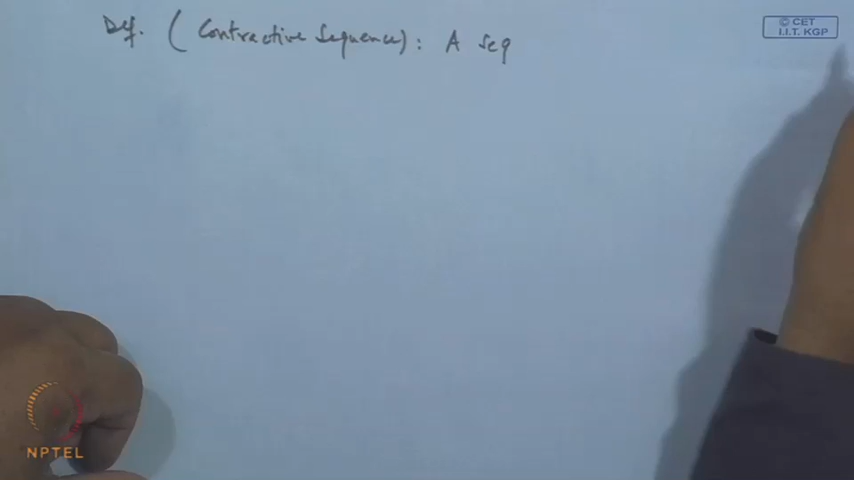 Def. (Contractive Sequence): A Seq
© CET
I.I.T. KGP
NPTEL